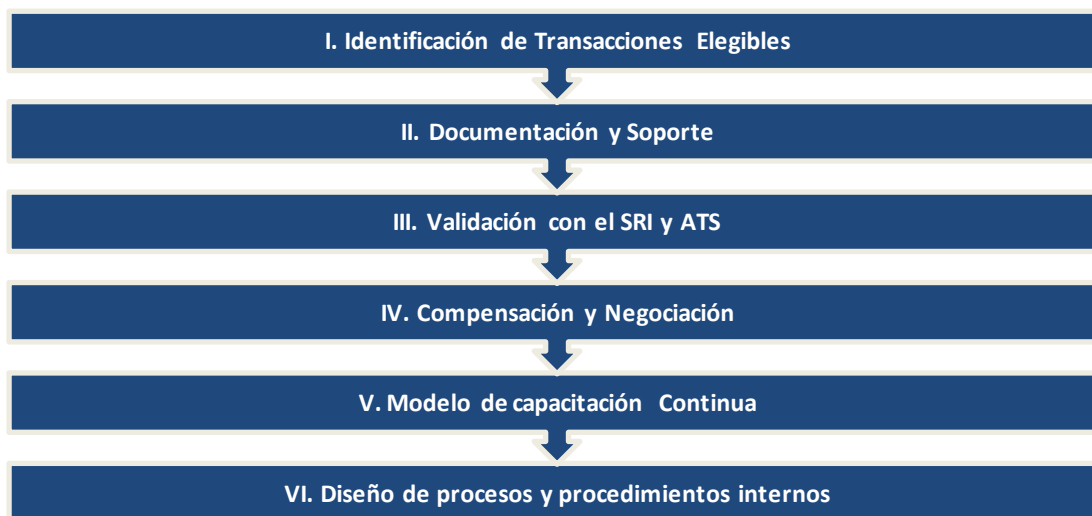 I. Identificación de Transacciones Elegibles
II. Documentación y Soporte
III. Validación con el SRI y ATS
IV. Compensación y Negociación
V. Modelo de capacitación Continua
VI. Diseño de procesos y procedimientos internos